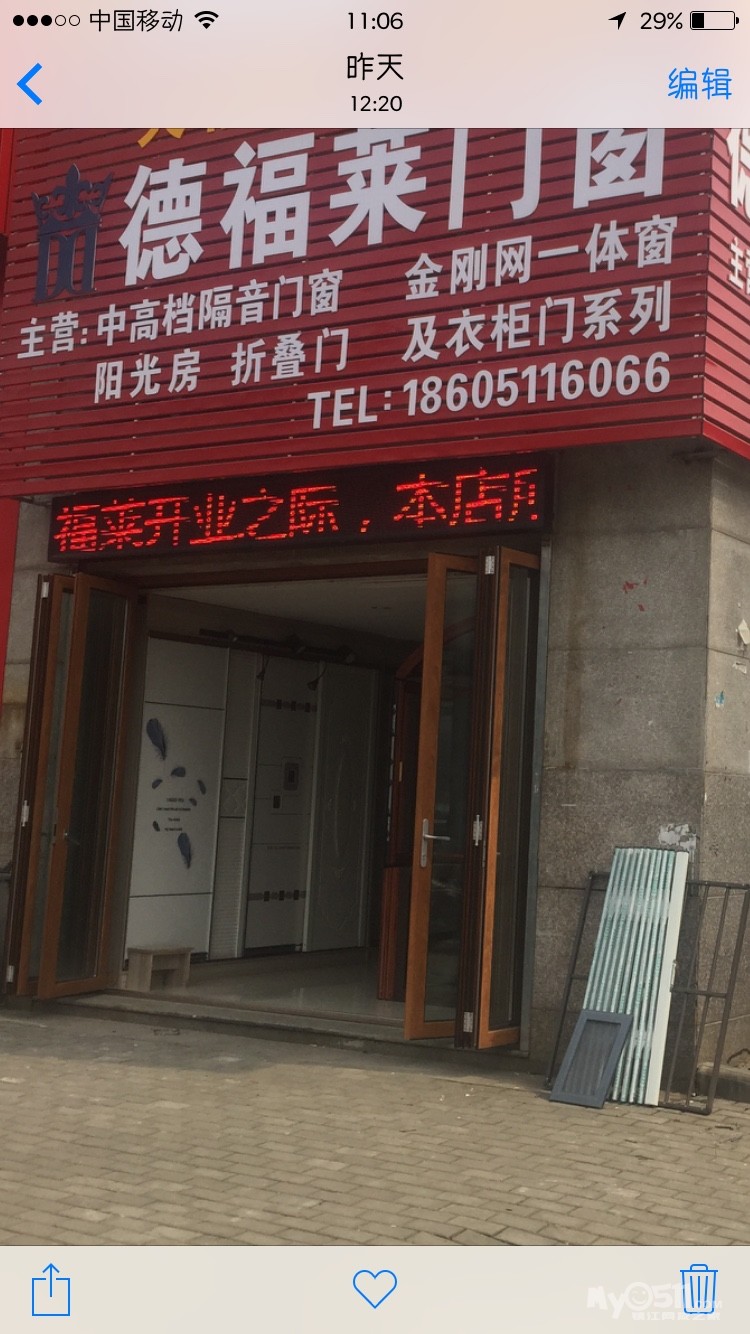 中国移动
11:06
29%
昨天
12:20
编辑
德福莱门窗
主营:中高档隔音门窗 金刚网一体窗
阳光房 折叠门 及衣柜门系列
TEL:18605116066
福莱开业之际，本店